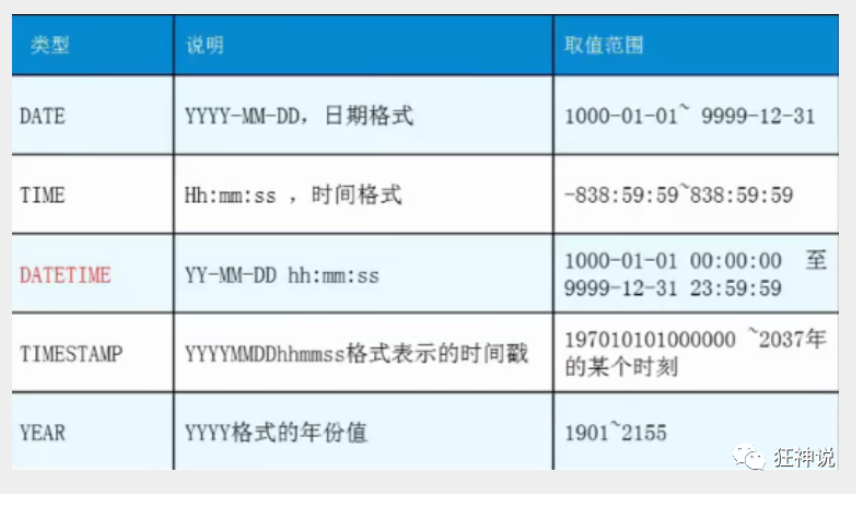 类型 说明 取值范围
DATE YYYY-MM-DD，日期格式 1000-01-01~ 9999-12-31
TIME Hh:mm:ss ，时间格式 -838:59:59~838:59:59
DATETIME YY-MM-DD hh:mm:ss 1000-01-01 00:00:00 至
9999-12-31 23:59:59
TIMESTAMP YYYYMMDDhhmmss格式表示的时间戳 197010101000000 ~2037年
的某个时刻
YEAR YYYY格式的年份值 1901~2155
狂神说